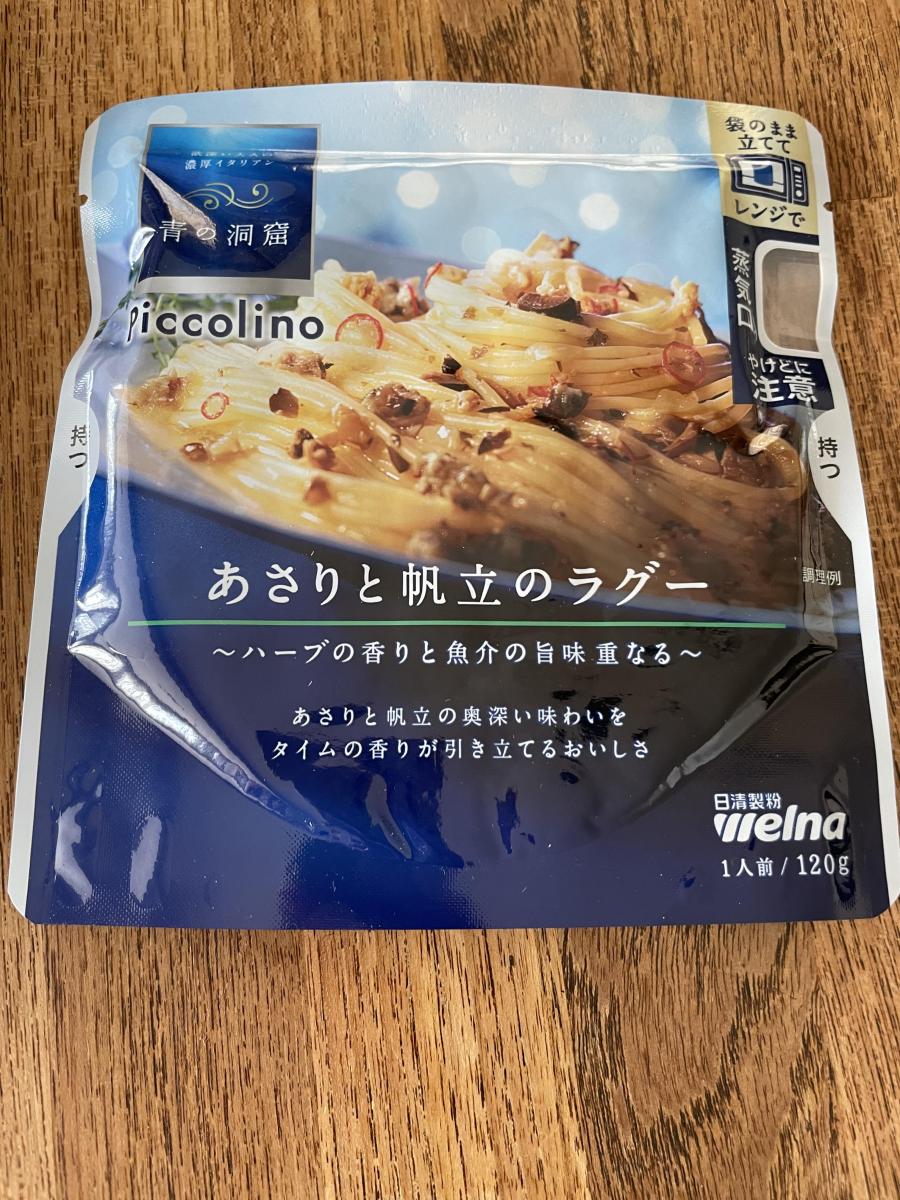 濃厚イタリアン
青の洞窟
Piccolino
袋のまま
立てて
レンジで
蒸気口
やけどに
注意
持つ
持つ
調理例
あさりと帆立のラグー
～ハーブの香りと魚介の旨味重なる～
あさりと帆立の奥深い味わいを
タイムの香りが引き立てるおいしさ
日清製粉
welna
1人前 / 120g